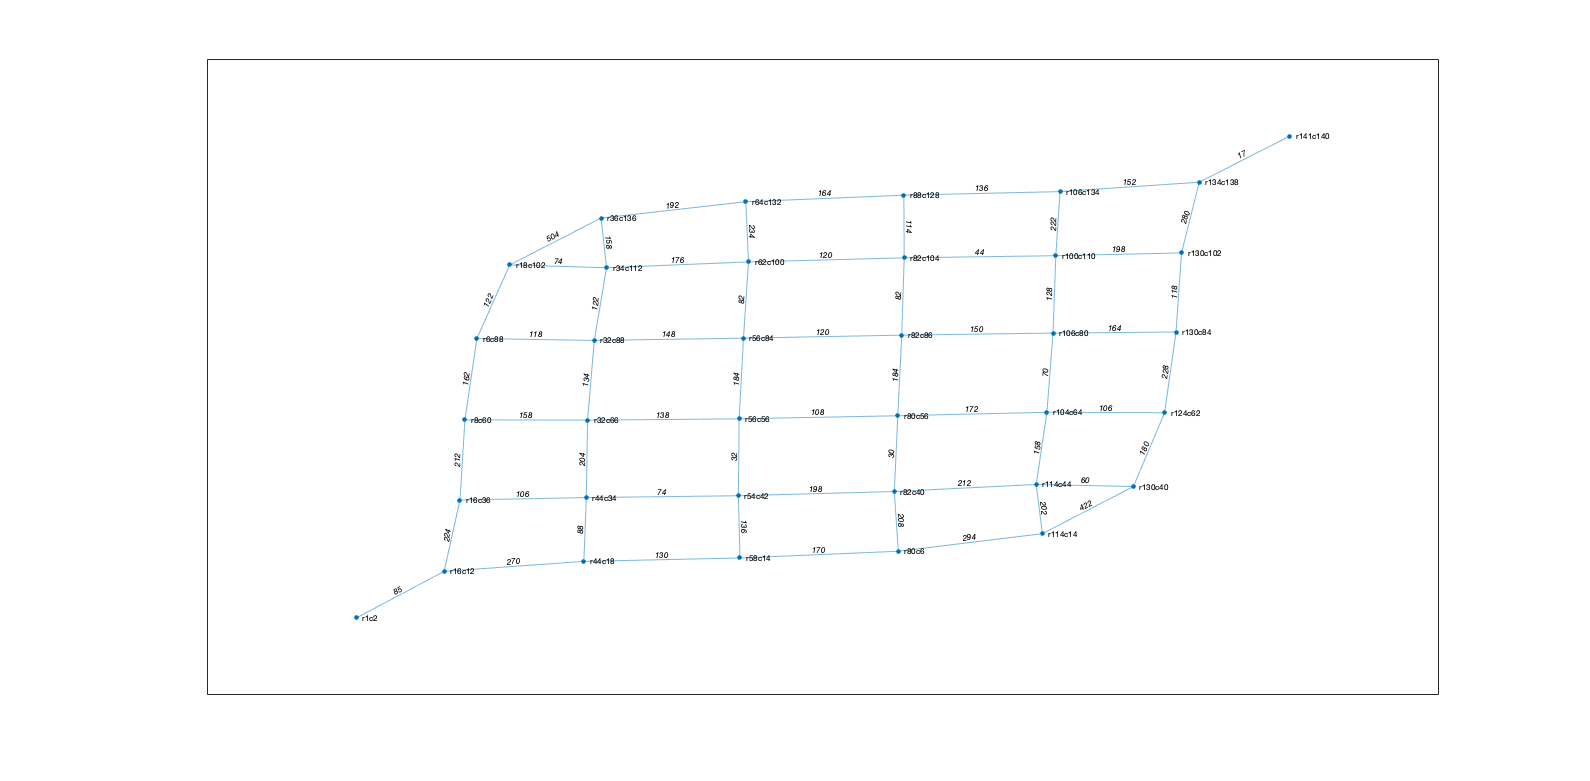 r141c140
17
152 r134c138
136 r106c134
164 r88c128
192 r64c132
r36c136
504 158 234 114 222 280
r18c102 74 r34c112 176 r62c100 120 r82c104 44 r100c110 198 r130c102
122 122 82 82 128 118
r6c88 118 r32c88 148 r56c84 120 r82c86 150 r106c80 164 r130c84
162 134 184 184 70 228
r8c60 158 r32c66 138 r56c56 108 r80c56 172 r104c64 106 r124c62
212 204 32 30 158 180
r16c36 106 r44c34 74 r54c42 198 r82c40 212 r114c44 60 r130c40
224 88 136 208 202 422
r16c12 270 r44c18 130 r58c14 170 r80c6 294 r114c14
85
r1c2